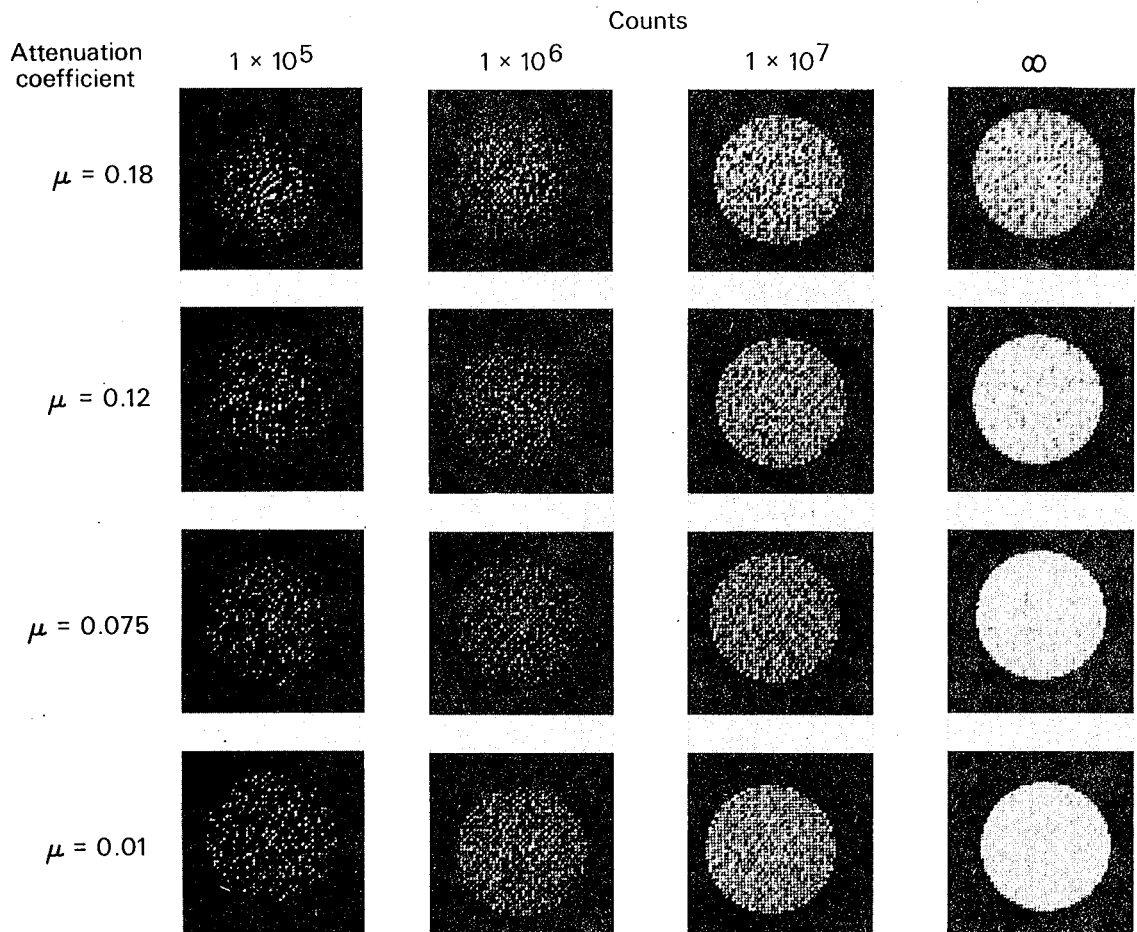 Counts
Attenuation
coefficient
1 × 10⁵
1 × 10⁶
1 × 10⁷
∞
μ = 0.18
μ = 0.12
μ = 0.075
μ = 0.01